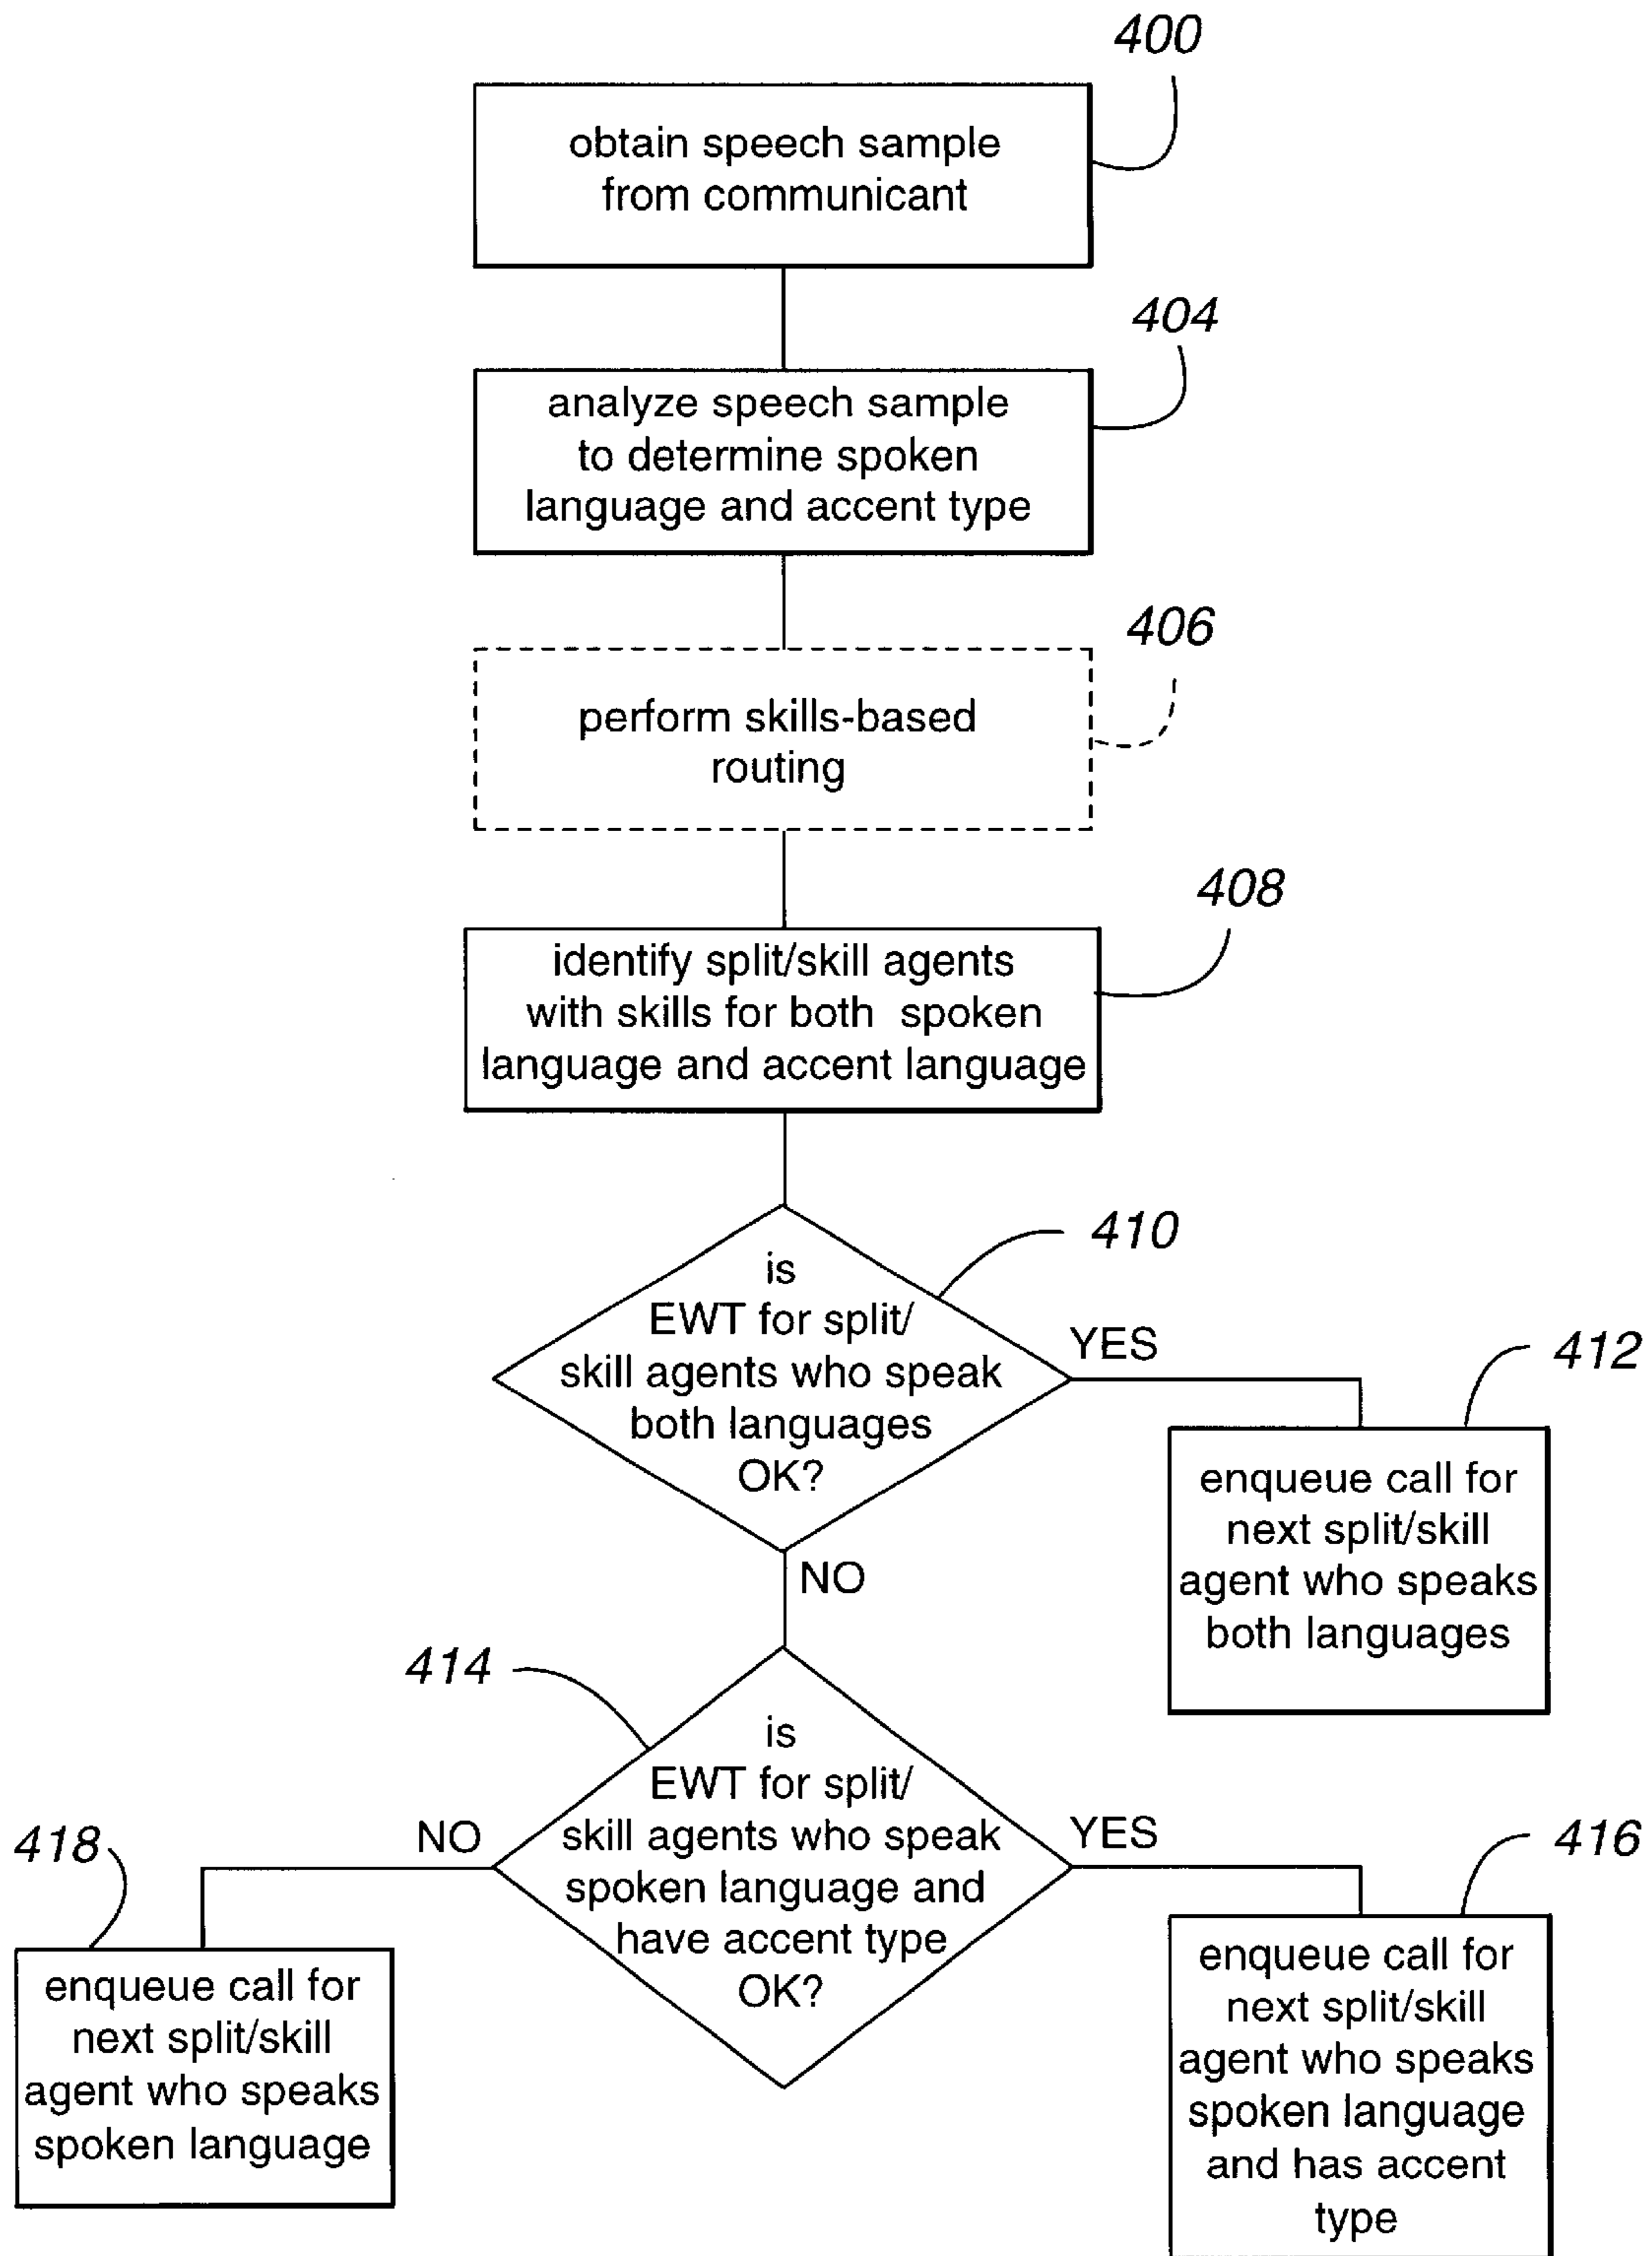 400
obtain speech sample
from communicant
404
analyze speech sample
to determine spoken
language and accent type
406
perform skills-based
routing
408
identify split/skill agents
with skills for both spoken
language and accent language
410
is
EWT for split/
skill agents who speak
both languages
OK?
YES
412
enqueue call for
next split/skill
agent who speaks
both languages
NO
414
is
EWT for split/
skill agents who speak
spoken language and
have accent type
OK?
NO
418
enqueue call for
next split/skill
agent who speaks
spoken language
YES
416
enqueue call for
next split/skill
agent who speaks
spoken language
and has accent
type